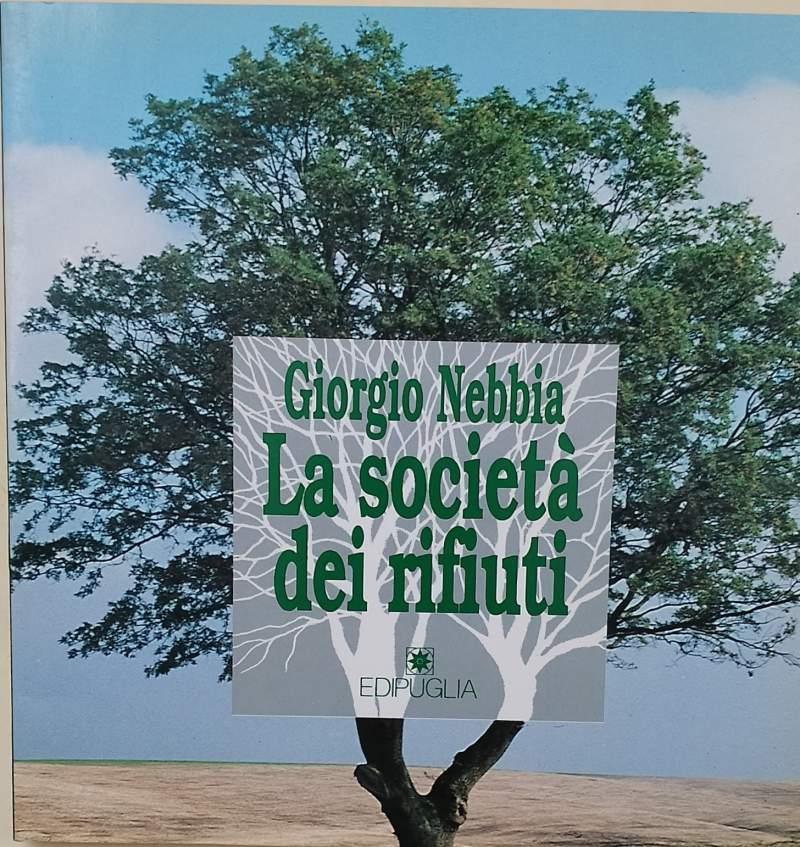 Giorgio Nebbia
La società
dei rifiuti
EDIPUGLIA